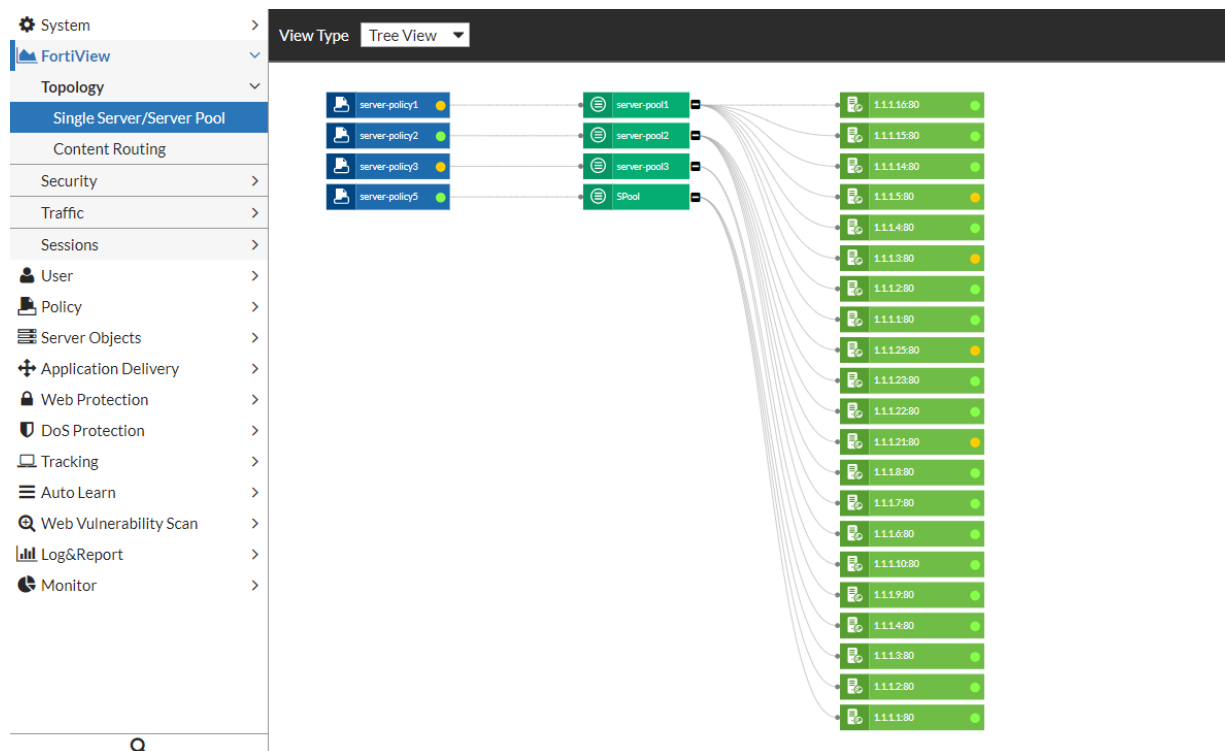 System
FortiView
Topology
Single Server/Server Pool
Content Routing
Security
Traffic
Sessions
User
Policy
Server Objects
Application Delivery
Web Protection
DoS Protection
Tracking
Auto Learn
Web Vulnerability Scan
Log&Report
Monitor
View Type Tree View
server-policy1 server-pool1 1.1.1.16:80
server-policy2 server-pool2 1.1.1.15:80
server-policy3 server-pool3 1.1.1.14:80
server-policy5 SPool 1.1.1.5:80
1.1.1.4:80
1.1.1.3:80
1.1.1.2:80
1.1.1.1:80
1.1.1.25:80
1.1.1.23:80
1.1.1.22:80
1.1.1.21:80
1.1.1.8:80
1.1.1.7:80
1.1.1.6:80
1.1.1.10:80
1.1.1.9:80
1.1.1.4:80
1.1.1.3:80
1.1.1.2:80
1.1.1.1:80